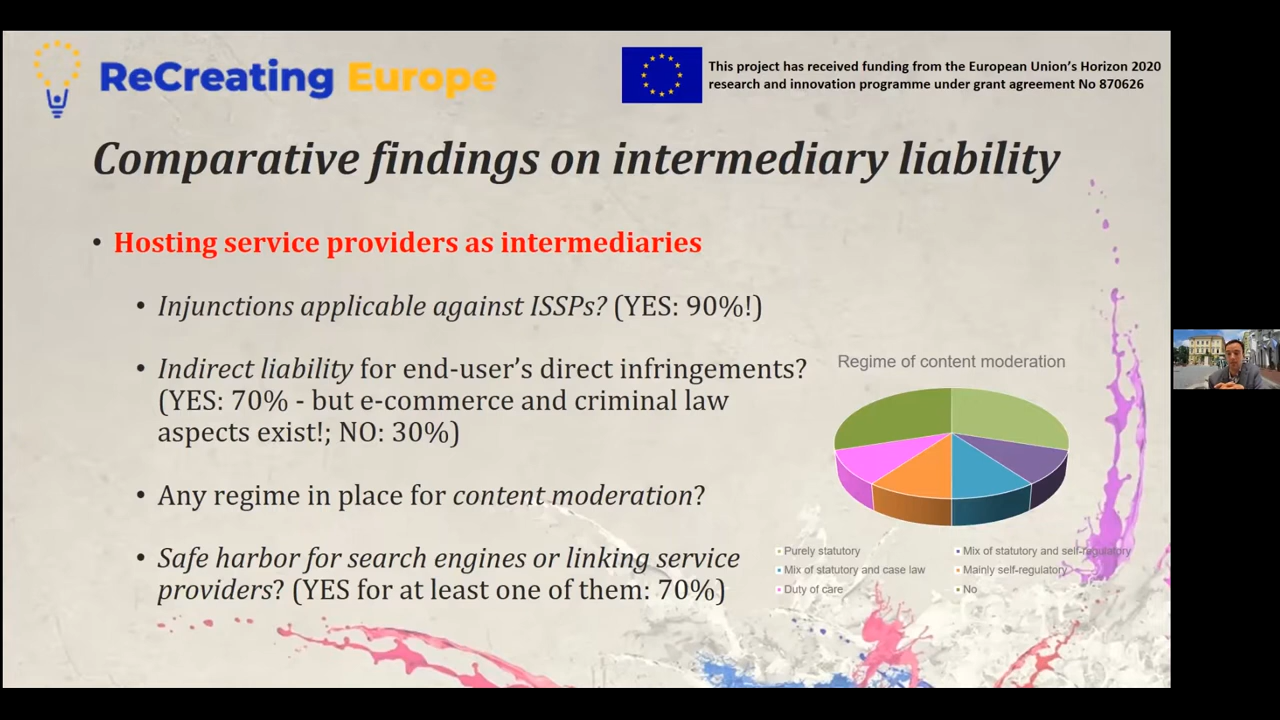 ReCreating Europe
This project has received funding from the European Union's Horizon 2020
research and innovation programme under grant agreement No 870626
Comparative findings on intermediary liability
• Hosting service providers as intermediaries
• Injunctions applicable against ISSPs? (YES: 90%!)
• Indirect liability for end-user's direct infringements?
(YES: 70% - but e-commerce and criminal law
aspects exist!; NO: 30%)
• Any regime in place for content moderation?
• Safe harbor for search engines or linking service
providers? (YES for at least one of them: 70%)
Regime of content moderation
Purely statutory
Mix of statutory and self-regulatory
Mix of statutory and case law
Mainly self-regulatory
Duty of care
No